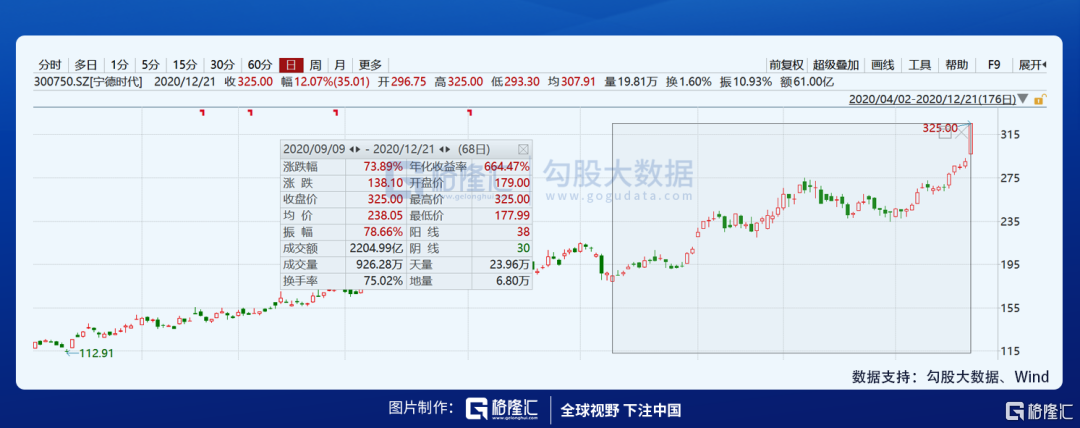 分时 多日 1分 5分 15分 30分 60分 日 周 月 更多 前复权 超级叠加 画线 工具 帮助 F9 展开
300750.SZ[宁德时代] 2020/12/21 收325.00 幅12.07%(35.01) 开296.75 高325.00 低293.30 均307.91 量19.81万 换1.60% 振10.93% 额61.00亿
2020/04/02-2020/12/21(176日)
325.00
315
2020/09/09 - 2020/12/21 (68日)
涨跌幅 73.89% 年化收益率 664.47%
涨 跌 138.10 开盘价 179.00
收盘价 325.00 最高价 325.00
均 价 238.05 最低价 177.99
振 幅 78.66% 阳 线 38
成交额 2204.99亿 阴 线 30
成交量 926.28万 天量 23.96万
换手率 75.02% 地量 6.80万
格隆汇
www.gelonghui.com
勾股大数据
www.gogudata.com
275
235
195
155
115
112.91
数据支持：勾股大数据、Wind
图片制作： 格隆汇 全球视野 下注中国
www.gelonghui.com
格隆汇